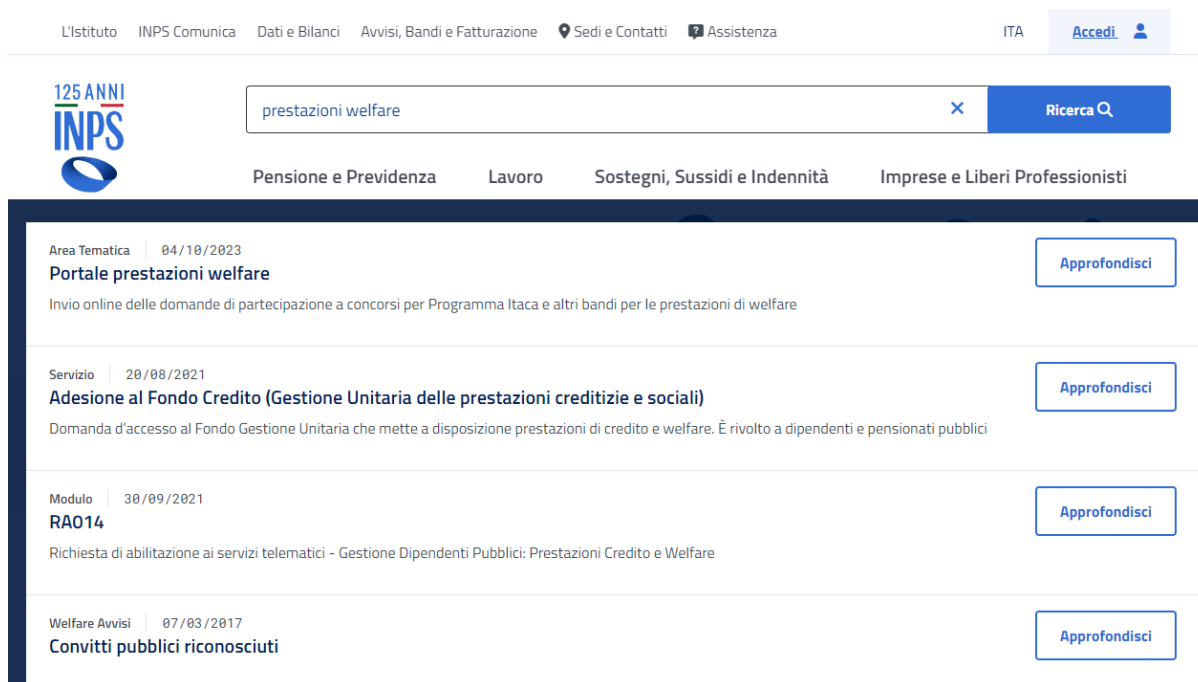 L'Istituto INPS Comunica Dati e Bilanci Avvisi, Bandi e Fatturazione Sedi e Contatti Assistenza ITA Accedi
125 ANNI
INPS
prestazioni welfare Ricerca
Pensione e Previdenza Lavoro Sostegni, Sussidi e Indennità Imprese e Liberi Professionisti
Area Tematica 04/10/2023
Portale prestazioni welfare
Approfondisci
Invio online delle domande di partecipazione a concorsi per Programma Itaca e altri bandi per le prestazioni di welfare
Servizio 20/08/2021
Adesione al Fondo Credito (Gestione Unitaria delle prestazioni creditizie e sociali)
Approfondisci
Domanda d'accesso al Fondo Gestione Unitaria che mette a disposizione prestazioni di credito e welfare. È rivolto a dipendenti e pensionati pubblici
Modulo 30/09/2021
RA014
Approfondisci
Richiesta di abilitazione ai servizi telematici - Gestione Dipendenti Pubblici: Prestazioni Credito e Welfare
Welfare Avvisi 07/03/2017
Convitti pubblici riconosciuti
Approfondisci